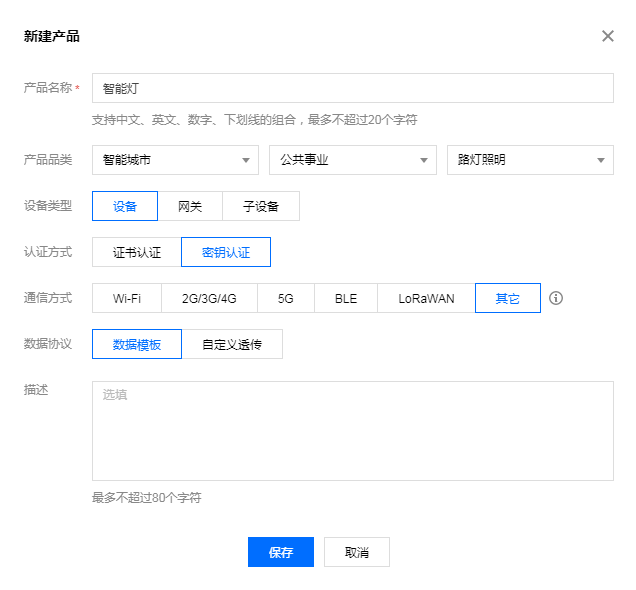 新建产品
产品名称 * 智能灯
支持中文、英文、数字、下划线的组合，最多不超过20个字符
产品品类 智能城市 公共事业 路灯照明
设备类型 设备 网关 子设备
认证方式 证书认证 密钥认证
通信方式 Wi-Fi 2G/3G/4G 5G BLE LoRaWAN 其它
数据协议 数据模板 自定义透传
描述 选填
最多不超过80个字符
保存 取消